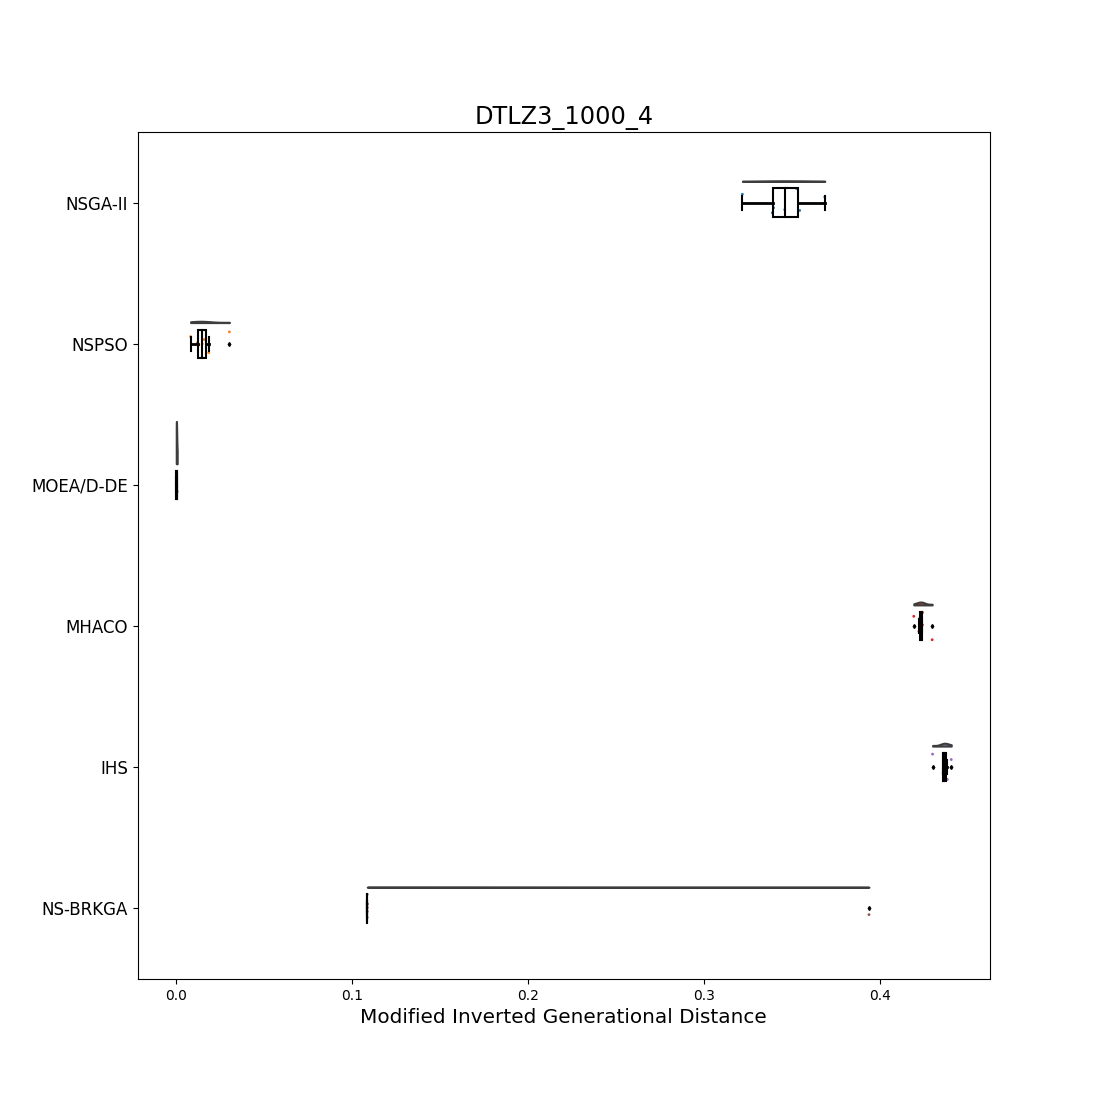 DTLZ3_1000_4
NSGA-II
NSPSO
MOEA/D-DE
MHACO
IHS
NS-BRKGA
0.0 0.1 0.2 0.3 0.4
Modified Inverted Generational Distance